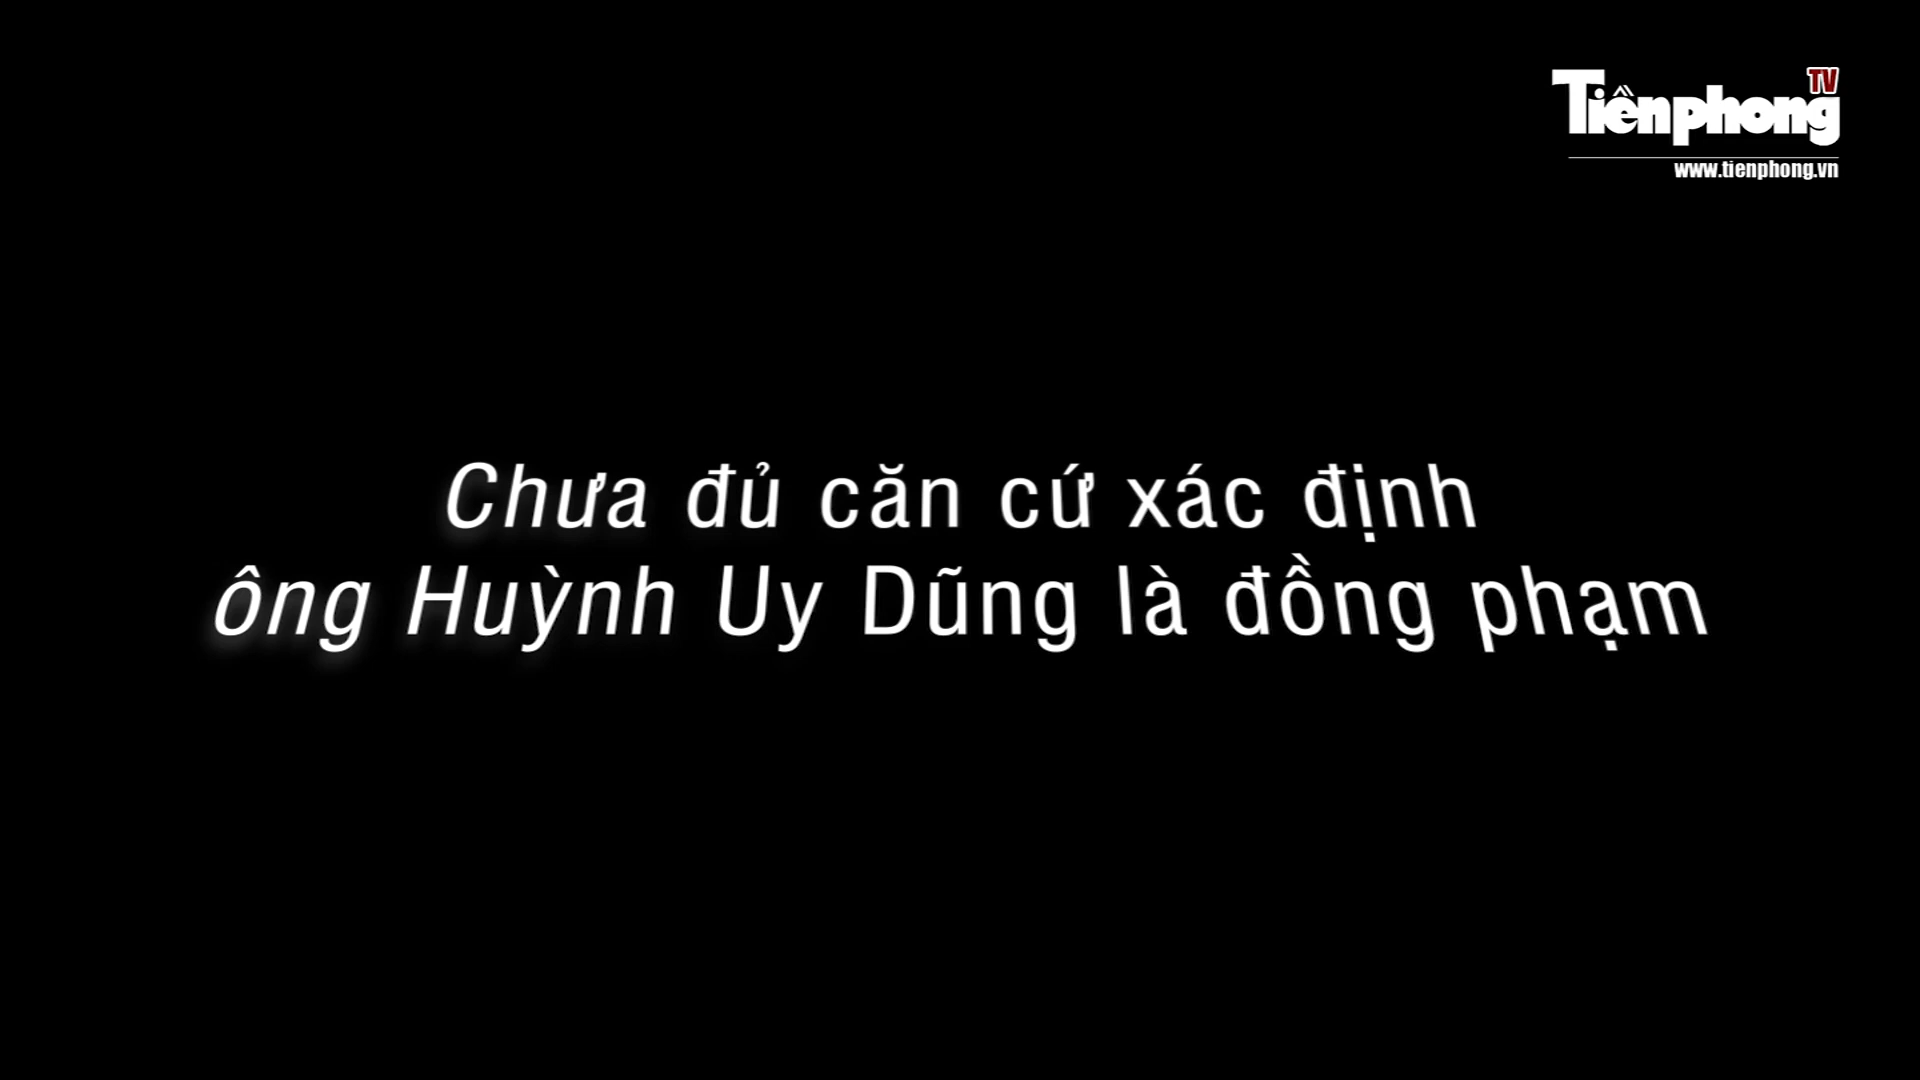 Tiềnphong TV
www.tienphong.vn
Chưa đủ căn cứ xác định
ông Huỳnh Uy Dũng là đồng phạm